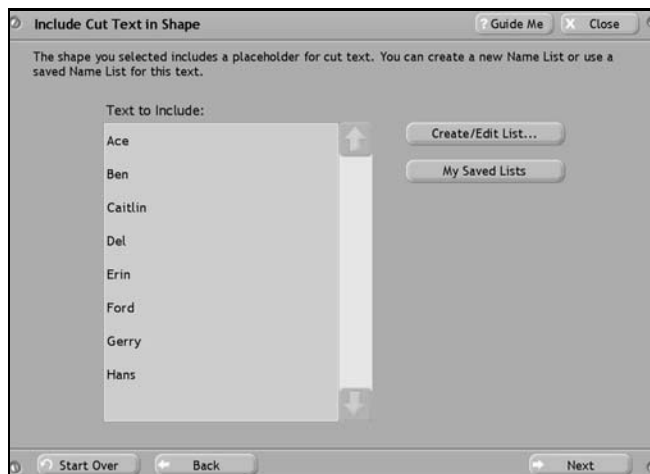 Include Cut Text in Shape
? Guide Me
X Close
The shape you selected includes a placeholder for cut text. You can create a new Name List or use a
saved Name List for this text.
Text to Include:
Create/Edit List...
My Saved Lists
Ace
Ben
Caitlin
Del
Erin
Ford
Gerry
Hans
Start Over
Back
Next